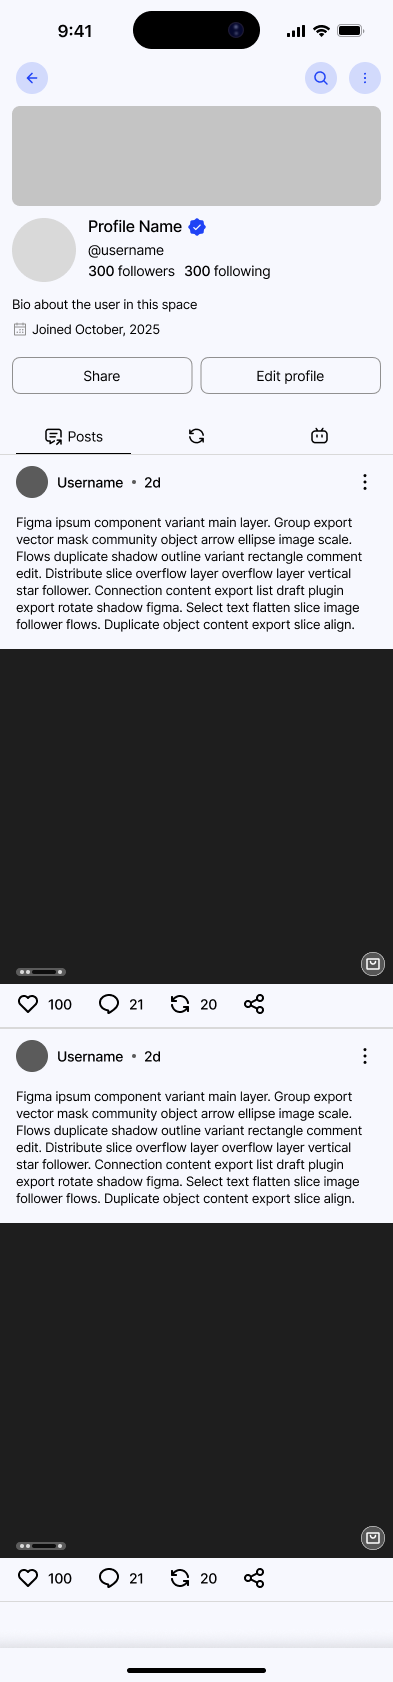 9:41
Profile Name
@username
300 followers 300 following
Bio about the user in this space
Joined October, 2025
Share
Edit profile
Posts
Username • 2d
Figma ipsum component variant main layer. Group export
vector mask community object arrow ellipse image scale.
Flows duplicate shadow outline variant rectangle comment
edit. Distribute slice overflow layer overflow layer vertical
star follower. Connection content export list draft plugin
export rotate shadow figma. Select text flatten slice image
follower flows. Duplicate object content export slice align.
100 21 20
Username • 2d
Figma ipsum component variant main layer. Group export
vector mask community object arrow ellipse image scale.
Flows duplicate shadow outline variant rectangle comment
edit. Distribute slice overflow layer overflow layer vertical
star follower. Connection content export list draft plugin
export rotate shadow figma. Select text flatten slice image
follower flows. Duplicate object content export slice align.
100 21 20